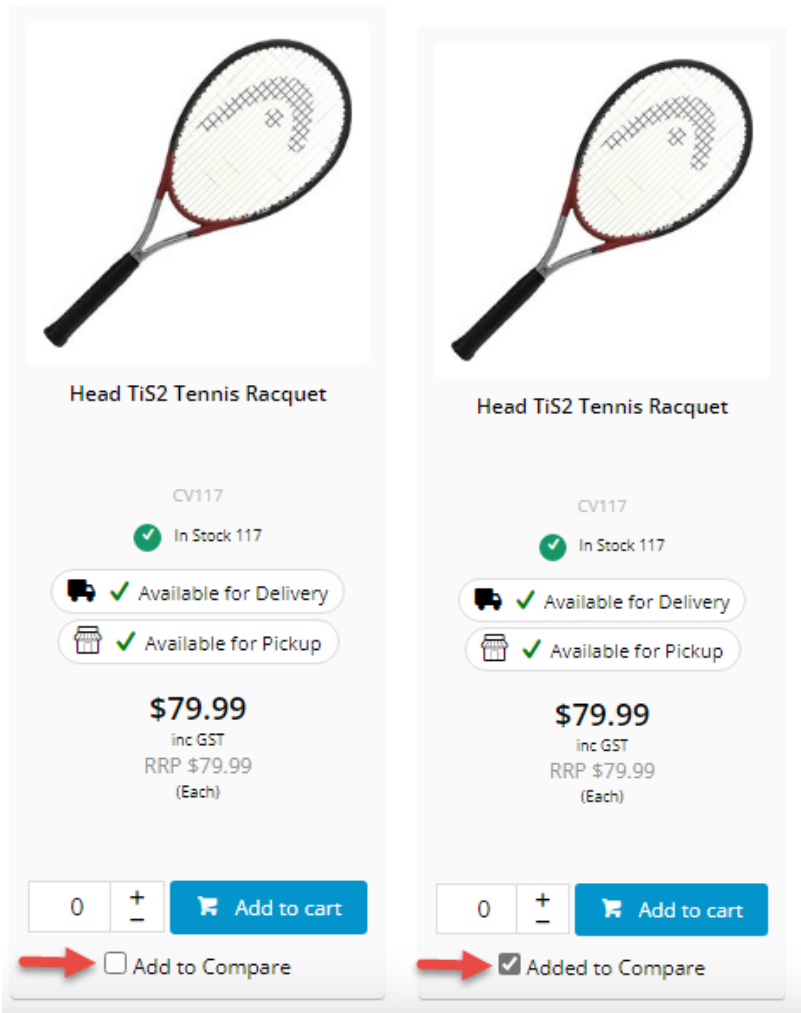 Head TiS2 Tennis Racquet
CV117
In Stock 117
Available for Delivery
Available for Pickup
$79.99
inc GST
RRP $79.99
(Each)
0 + −
Add to cart
Add to Compare
Head TiS2 Tennis Racquet
CV117
In Stock 117
Available for Delivery
Available for Pickup
$79.99
inc GST
RRP $79.99
(Each)
0 + −
Add to cart
Added to Compare